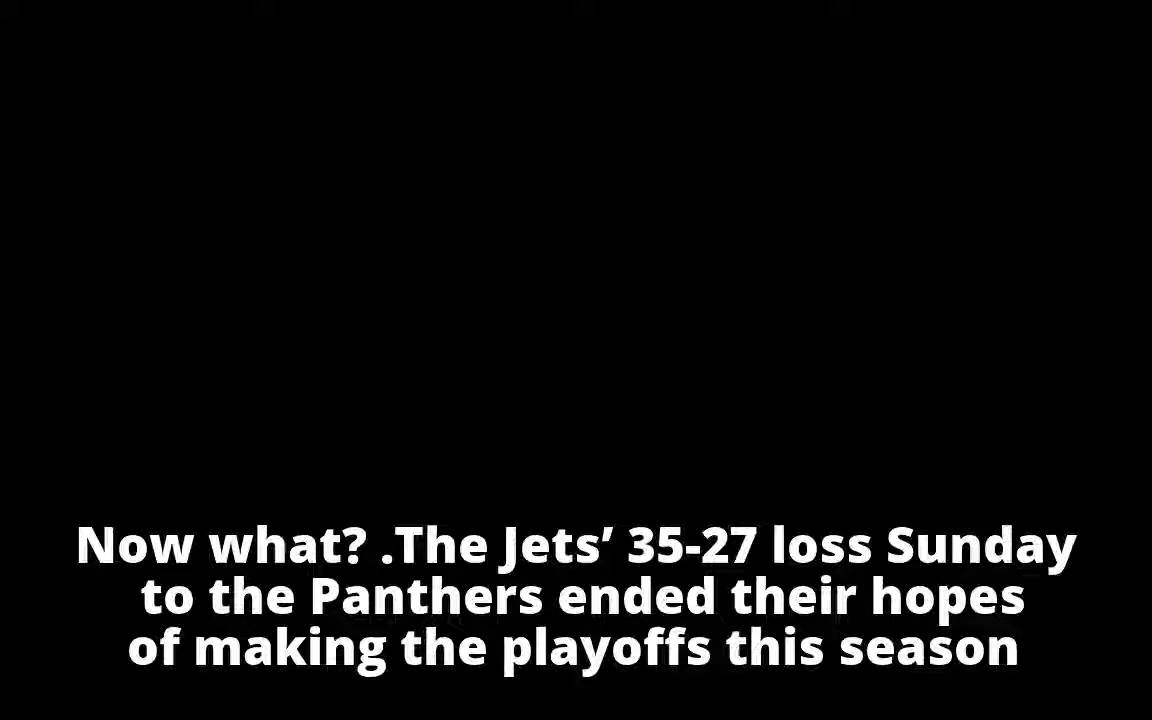 Now what? .The Jets’ 35-27 loss Sunday
to the Panthers ended their hopes
of making the playoffs this season